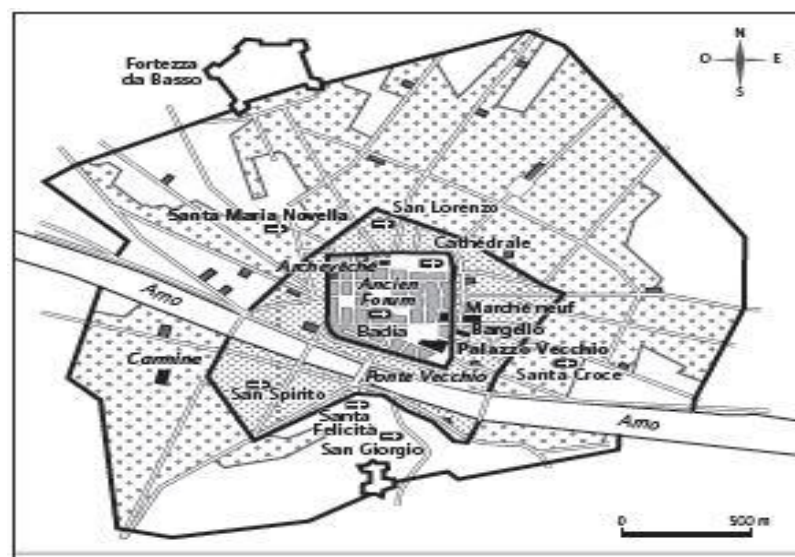 N
Fortezza
da Basso
O E
S
Santa Maria Novella
San Lorenzo
Cathédrale
Archevêché
Ancien
Forum
Arno
Marché neuf
Badia
Bargello
Palazzo Vecchio
Carmine
Ponte Vecchio
Santa Croce
San Spirito
Santa
Felicità
Arno
San Giorgio
0 500 m